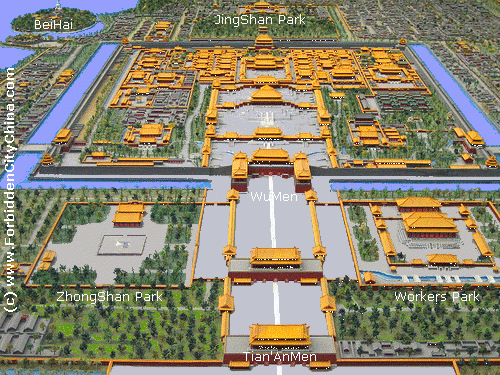 BeiHai
JingShan Park
(c) www.ForbiddenCityChina.com
WuMen
ZhongShan Park
Workers Park
Tian'AnMen